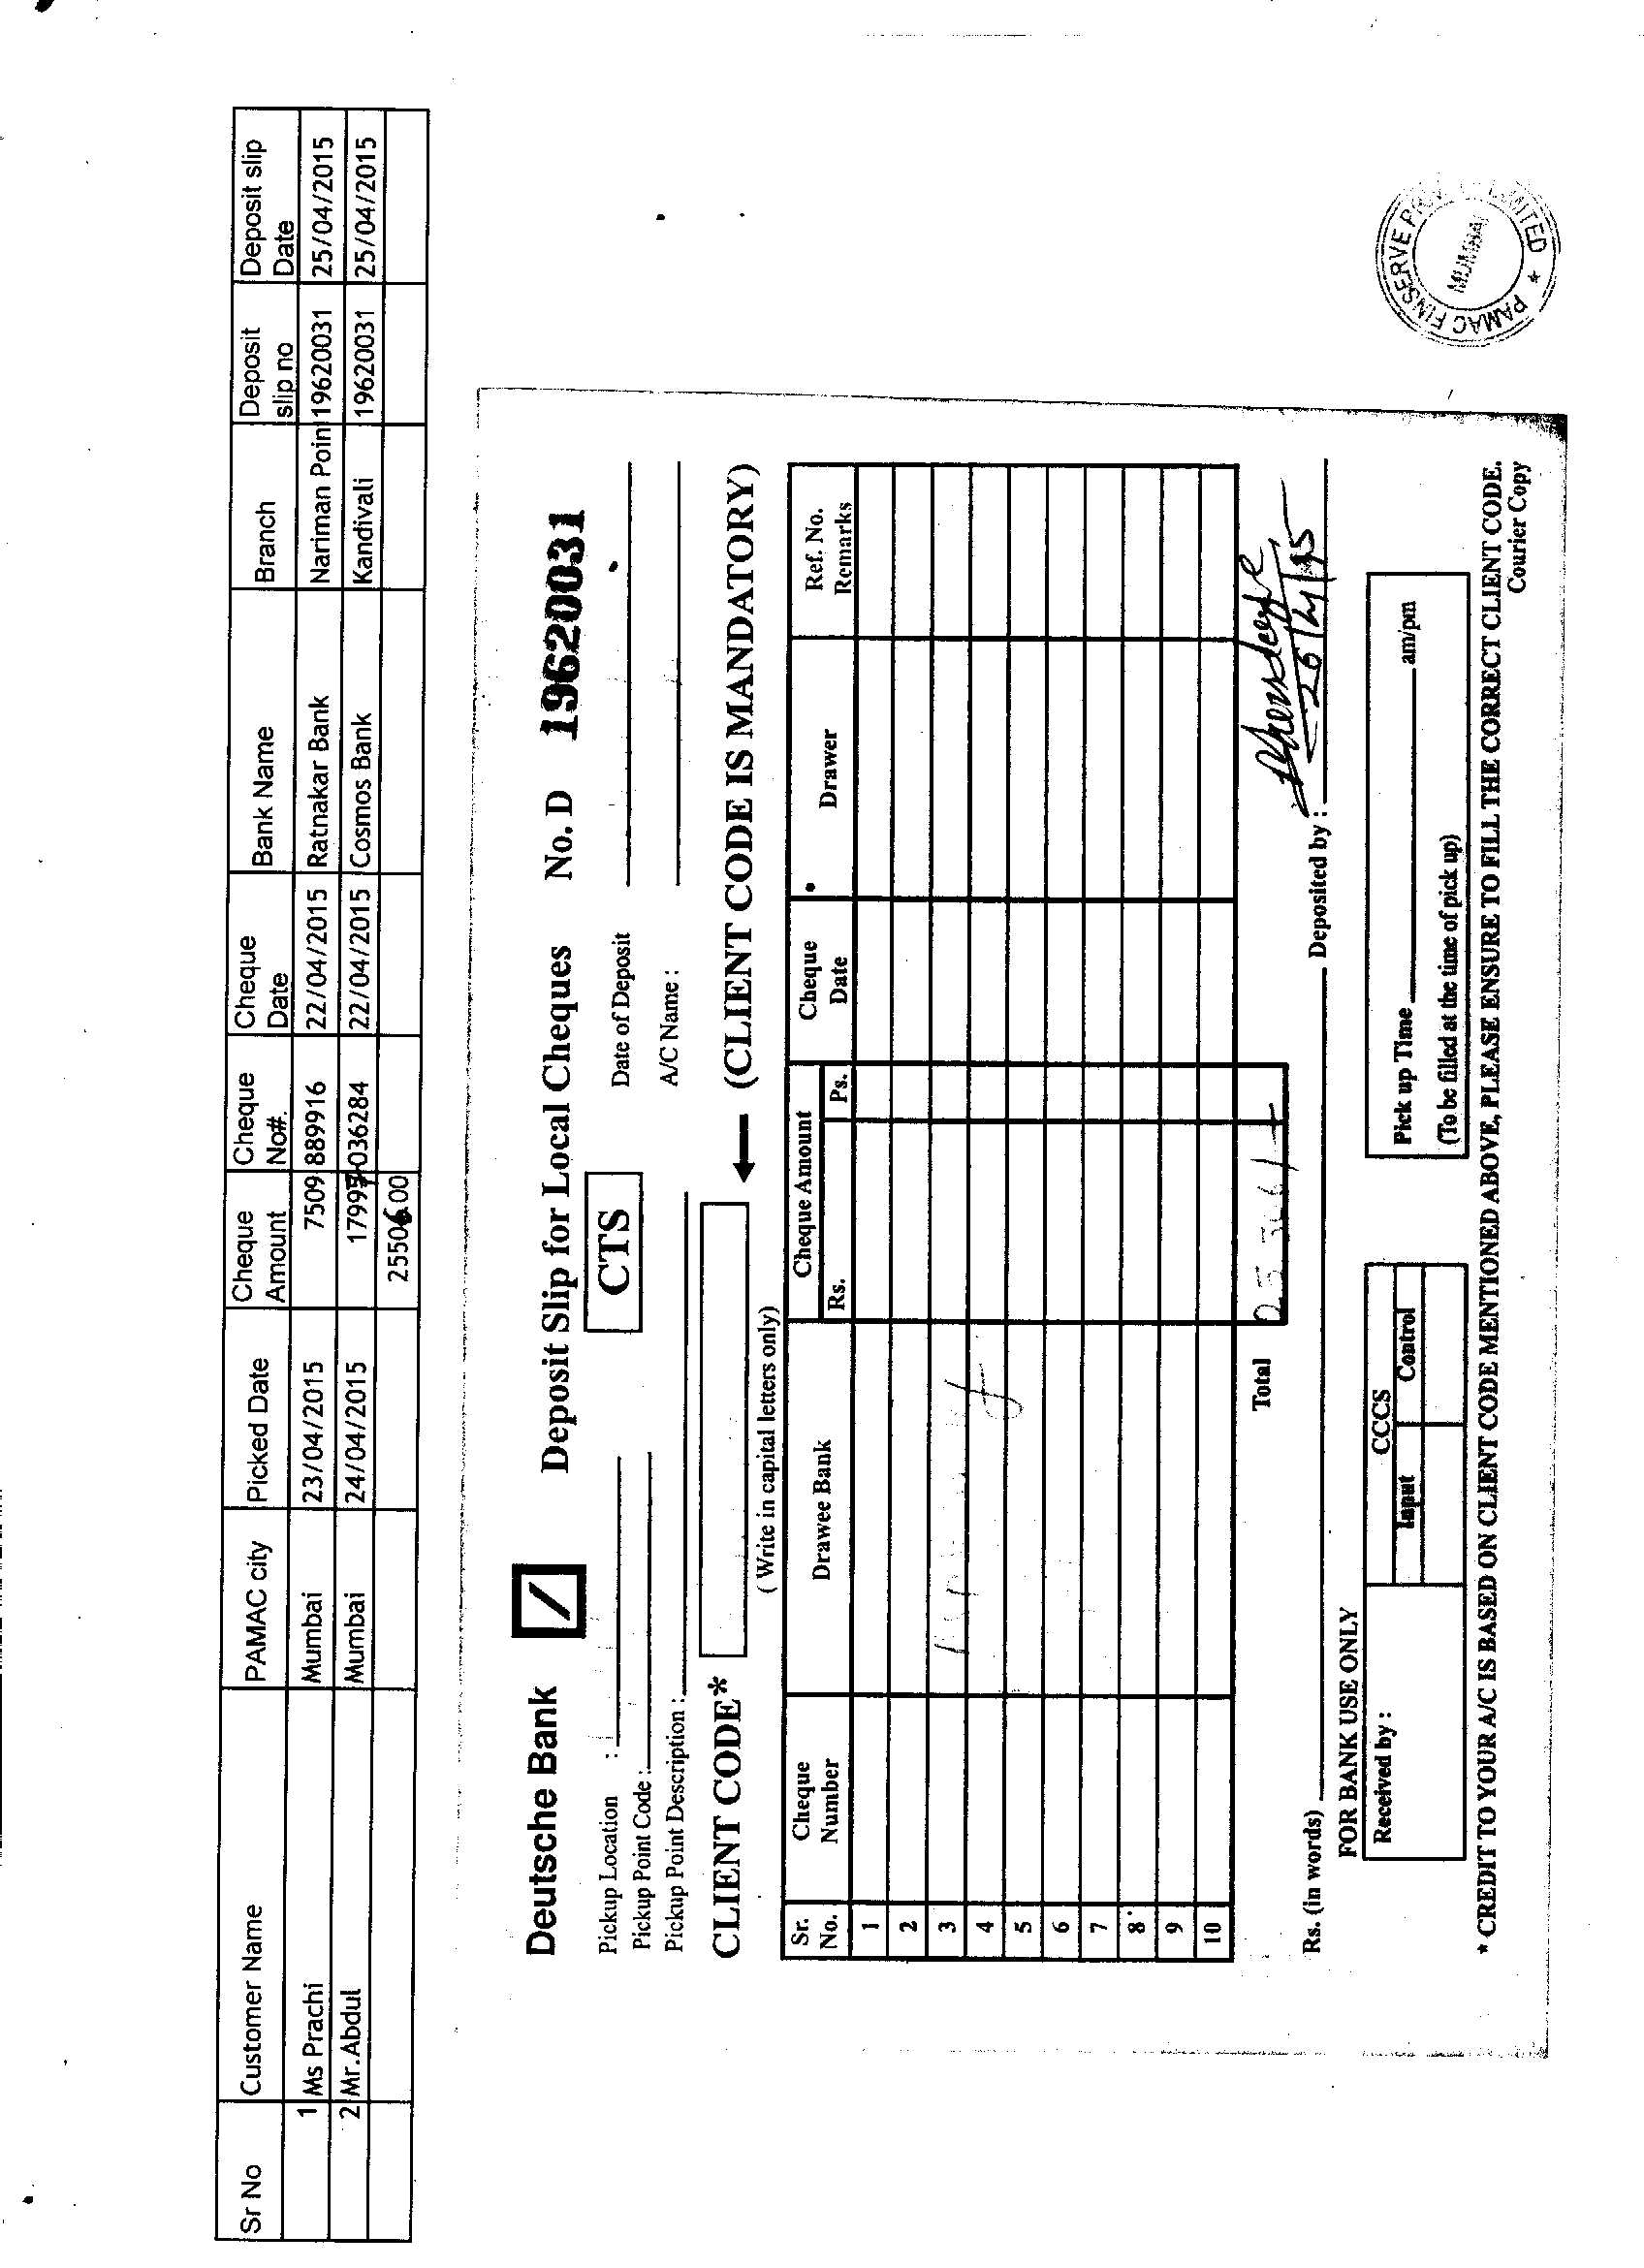 Sr No Customer Name PAMAC city Picked Date Cheque Amount Cheque No#. Cheque Date Bank Name Branch Deposit slip no Deposit slip Date
1 Ms Prachi Mumbai 23/04/2015 7509 889916 22/04/2015 Ratnakar Bank Nariman Poin 19620031 25/04/2015
2 Mr.Abdul Mumbai 24/04/2015 1799 036284 22/04/2015 Cosmos Bank Kandivali 19620031 25/04/2015
25506.00
Deutsche Bank Deposit Slip for Local Cheques No. D 19620031
CTS
Pickup Location : Date of Deposit
Pickup Point Code :
Pickup Point Description : A/C Name :
CLIENT CODE* (CLIENT CODE IS MANDATORY)
( Write in capital letters only)
Sr. No. Cheque Number Drawee Bank Cheque Amount Rs. Ps. Cheque Date Drawer Ref. No. Remarks
1
2
3
4
5
6
7
8
9
10
Total
Rs. (in words) Deposited by :
FOR BANK USE ONLY
Received by : CCCS Input Control
Pick up Time am/pm
(To be filled at the time of pick up)
* CREDIT TO YOUR A/C IS BASED ON CLIENT CODE MENTIONED ABOVE, PLEASE ENSURE TO FILL THE CORRECT CLIENT CODE.
Courier Copy
PAMAC FINSERVE LIMITED *
MUMBAI